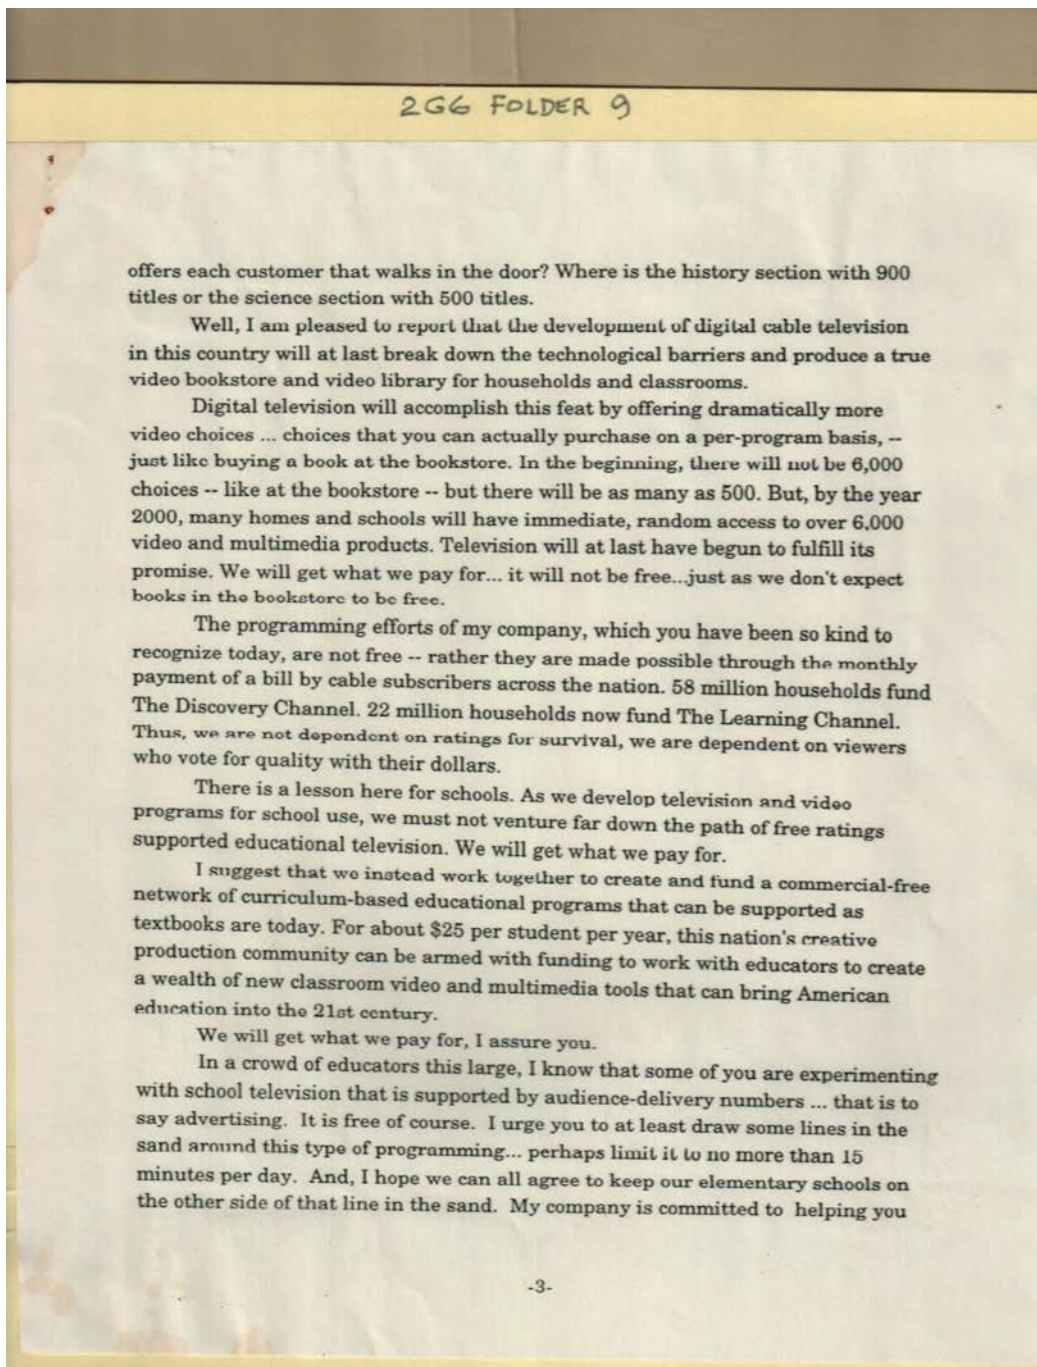 2G6 FOLDER 9
offers each customer that walks in the door? Where is the history section with 900
titles or the science section with 500 titles.
Well, I am pleased to report that the development of digital cable television
in this country will at last break down the technological barriers and produce a true
video bookstore and video library for households and classrooms.
Digital television will accomplish this feat by offering dramatically more
video choices ... choices that you can actually purchase on a per-program basis, --
just like buying a book at the bookstore. In the beginning, there will not be 6,000
choices -- like at the bookstore -- but there will be as many as 500. But, by the year
2000, many homes and schools will have immediate, random access to over 6,000
video and multimedia products. Television will at last have begun to fulfill its
promise. We will get what we pay for... it will not be free...just as we don't expect
books in the bookstore to be free.
The programming efforts of my company, which you have been so kind to
recognize today, are not free -- rather they are made possible through the monthly
payment of a bill by cable subscribers across the nation. 58 million households fund
The Discovery Channel. 22 million households now fund The Learning Channel.
Thus, we are not dependent on ratings for survival, we are dependent on viewers
who vote for quality with their dollars.
There is a lesson here for schools. As we develop television and video
programs for school use, we must not venture far down the path of free ratings
supported educational television. We will get what we pay for.
I suggest that we instead work together to create and fund a commercial-free
network of curriculum-based educational programs that can be supported as
textbooks are today. For about $25 per student per year, this nation's creative
production community can be armed with funding to work with educators to create
a wealth of new classroom video and multimedia tools that can bring American
education into the 21st century.
We will get what we pay for, I assure you.
In a crowd of educators this large, I know that some of you are experimenting
with school television that is supported by audience-delivery numbers ... that is to
say advertising. It is free of course. I urge you to at least draw some lines in the
sand around this type of programming... perhaps limit it to no more than 15
minutes per day. And, I hope we can all agree to keep our elementary schools on
the other side of that line in the sand. My company is committed to helping you
-3-